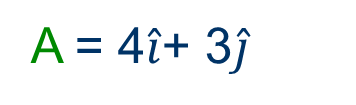 A = 4î+ 3ĵ